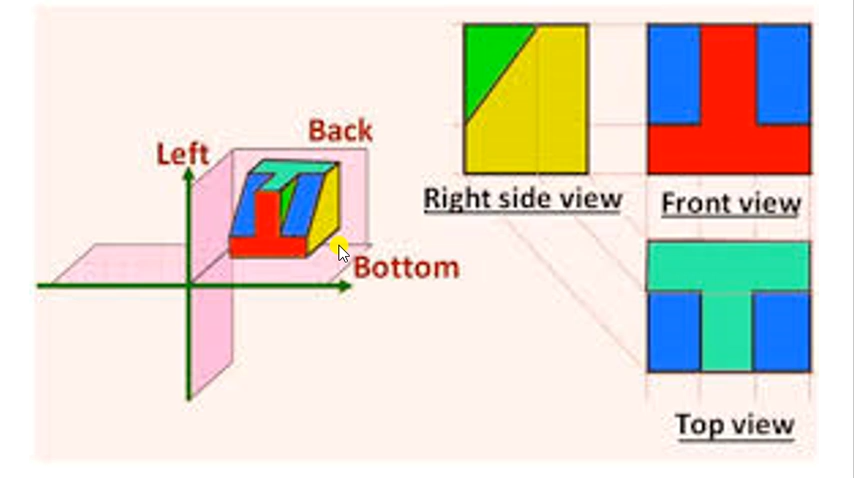 Back
Left
Bottom
Right side view
Front view
Top view